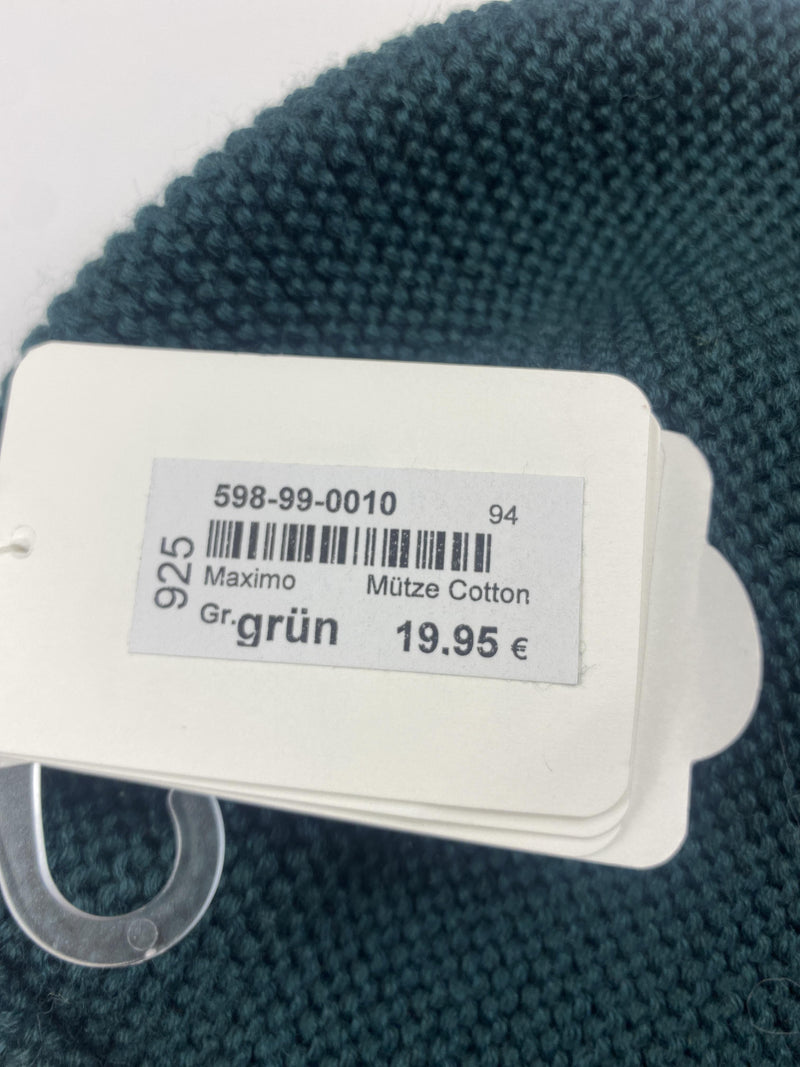 598-99-0010 94
925
Maximo Mütze Cotton
Gr.grün 19.95 €